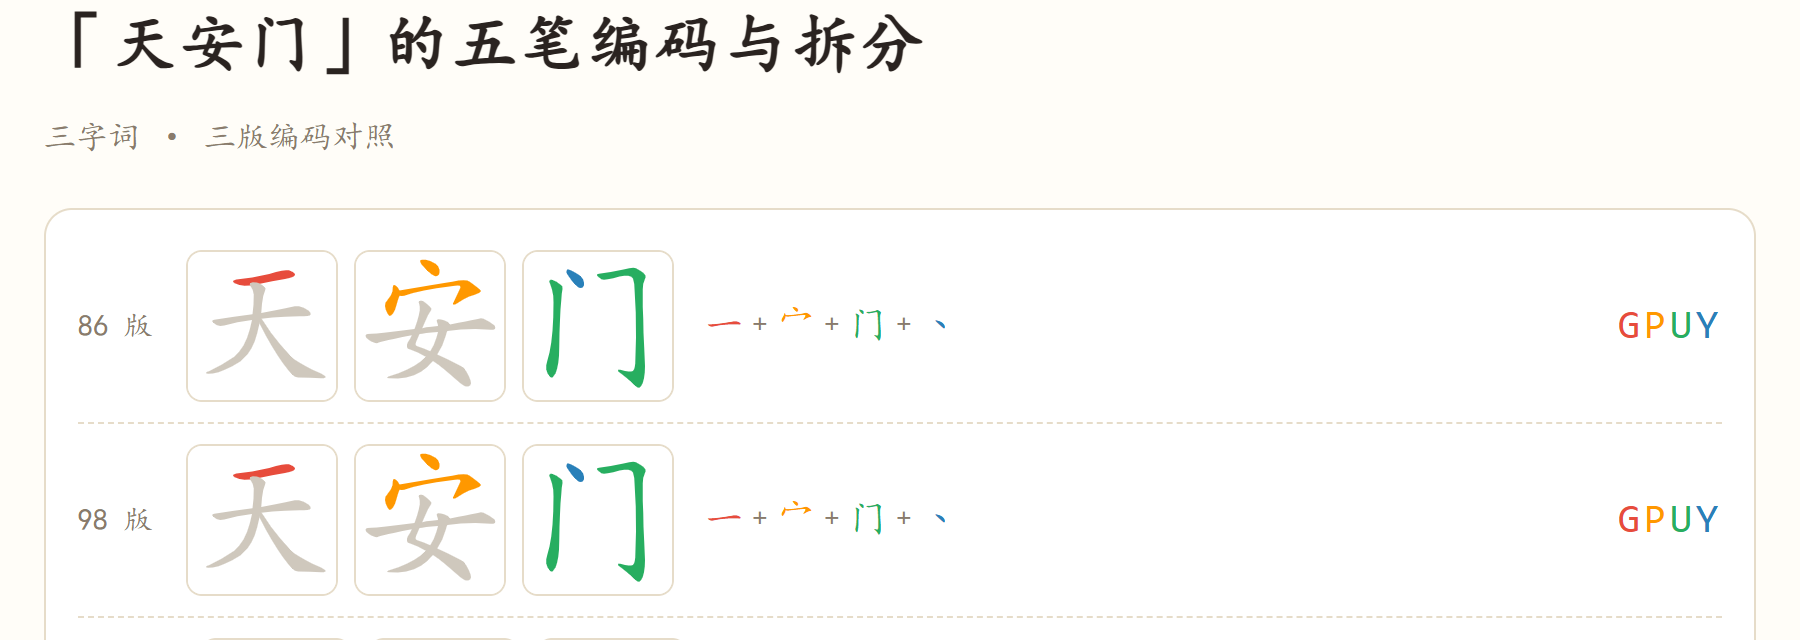 「天安门」的五笔编码与拆分
三字词 • 三版编码对照
86 版 天 安 门 一 + 宀 + 门 + 丶 GPUY
98 版 天 安 门 一 + 宀 + 门 + 丶 GPUY